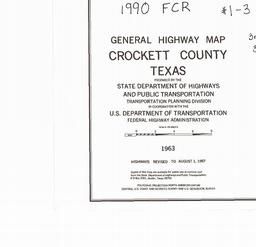 1990 FCR #1-3
GENERAL HIGHWAY MAP
CROCKETT COUNTY
TEXAS
PREPARED BY THE
STATE DEPARTMENT OF HIGHWAYS
AND PUBLIC TRANSPORTATION
TRANSPORTATION PLANNING DIVISION
IN COOPERATION WITH THE
U.S. DEPARTMENT OF TRANSPORTATION
FEDERAL HIGHWAY ADMINISTRATION
1963
HIGHWAYS REVISED TO AUGUST 1, 1987